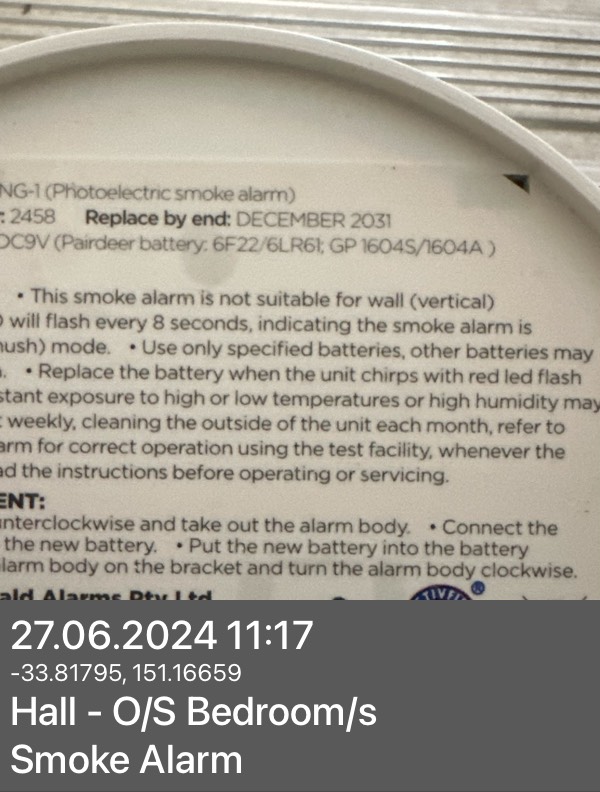 NG-1 (Photoelectric smoke alarm)
: 2458 Replace by end: DECEMBER 2031
DC9V (Pairdeer battery: 6F22/6LR61; GP 1604S/1604A )
• This smoke alarm is not suitable for wall (vertical)
) will flash every 8 seconds, indicating the smoke alarm is
hush) mode. • Use only specified batteries, other batteries may
. • Replace the battery when the unit chirps with red led flash
stant exposure to high or low temperatures or high humidity may
t weekly, cleaning the outside of the unit each month, refer to
arm for correct operation using the test facility, whenever the
ad the instructions before operating or servicing.
ENT:
unterclockwise and take out the alarm body. • Connect the
the new battery. • Put the new battery into the battery
larm body on the bracket and turn the alarm body clockwise.
ald Alarms Pty Ltd
®
27.06.2024 11:17
-33.81795, 151.16659
Hall - O/S Bedroom/s
Smoke Alarm